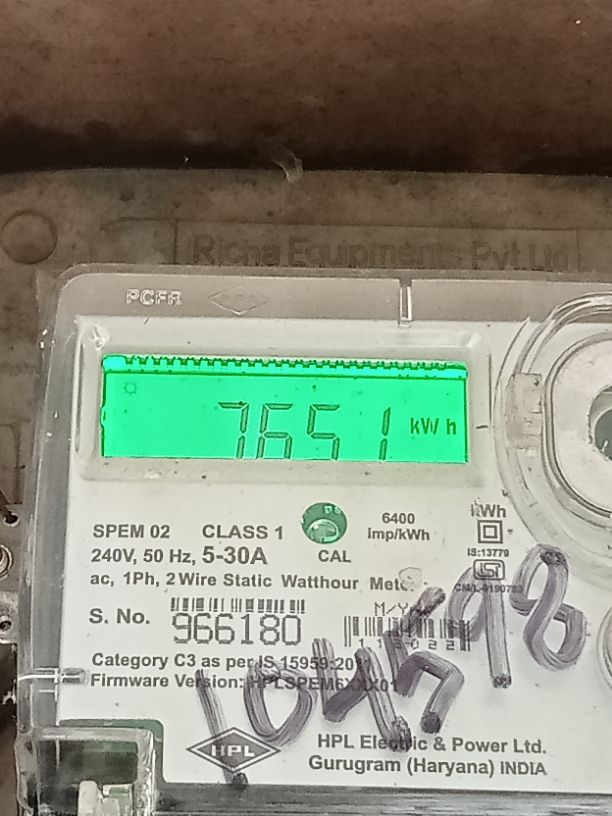 Richa Equipments Pvt.Ltd
PCFR
7651 kWh
SPEM 02 CLASS 1
6400
Imp/kWh
kWh
240V, 50 Hz, 5-30A
CAL
IS:13779
ac, 1Ph, 2 Wire Static Watthour
S. No. 966180
Category C3 as per IS 15959:
Firmware Version:
HPL
HPL Electric & Power Ltd.
Gurugram (Haryana) INDIA